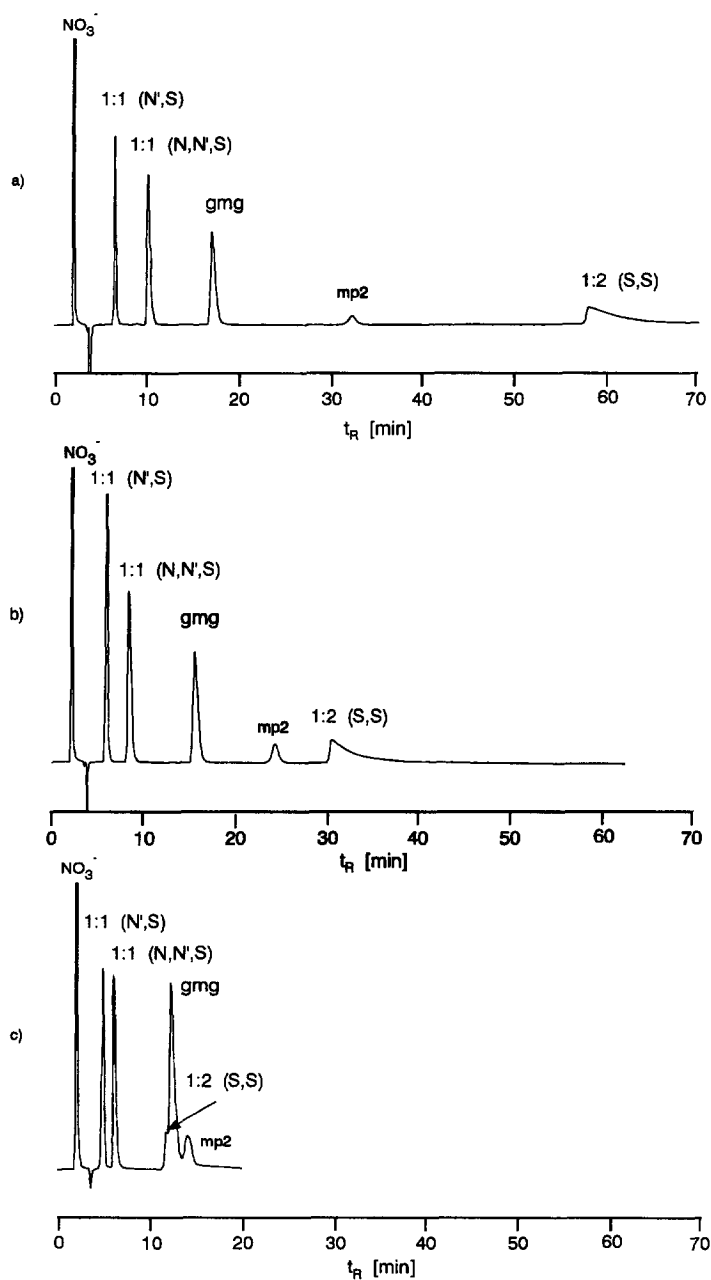 NO₃⁻
1:1 (N',S)
1:1 (N,N',S)
a)
gmg
mp2
1:2 (S,S)
0 10 20 30 40 50 60 70
tR [min]
NO₃⁻
1:1 (N',S)
1:1 (N,N',S)
b)
gmg
mp2
1:2 (S,S)
0 10 20 30 40 50 60 70
tR [min]
NO₃⁻
1:1 (N',S)
1:1 (N,N',S)
gmg
c)
1:2 (S,S)
mp2
0 10 20 30 40 50 60 70
tR [min]